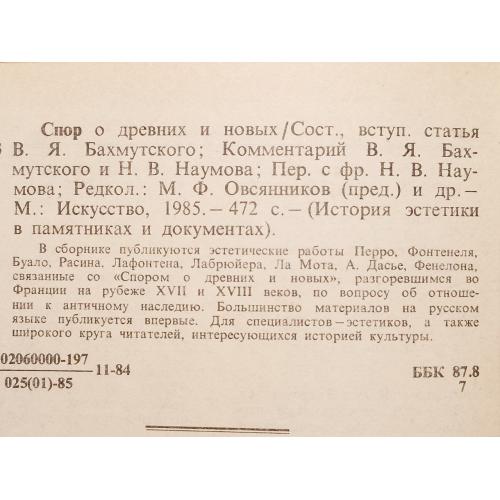 Спор о древних и новых/Сост., вступ. статья
В. Я. Бахмутского; Комментарий В. Я. Бах-
мутского и Н. В. Наумова; Пер. с фр. Н. В. Нау-
мова; Редкол.: М. Ф. Овсянников (пред.) и др.—
М.: Искусство, 1985.— 472 с.— (История эстетики
в памятниках и документах).
В сборнике публикуются эстетические работы Перро, Фонтенеля,
Буало, Расина, Лафонтена, Лабрюйера, Ла Мота, А. Дасье, Фенелона,
связанные со «Спором о древних и новых», разгоревшимся во
Франции на рубеже XVII и XVIII веков, по вопросу об отноше-
нии к античному наследию. Большинство материалов на русском
языке публикуется впервые. Для специалистов-эстетиков, а также
широкого круга читателей, интересующихся историей культуры.
02060000-197
025(01)-85
11-84
ББК 87.8
7